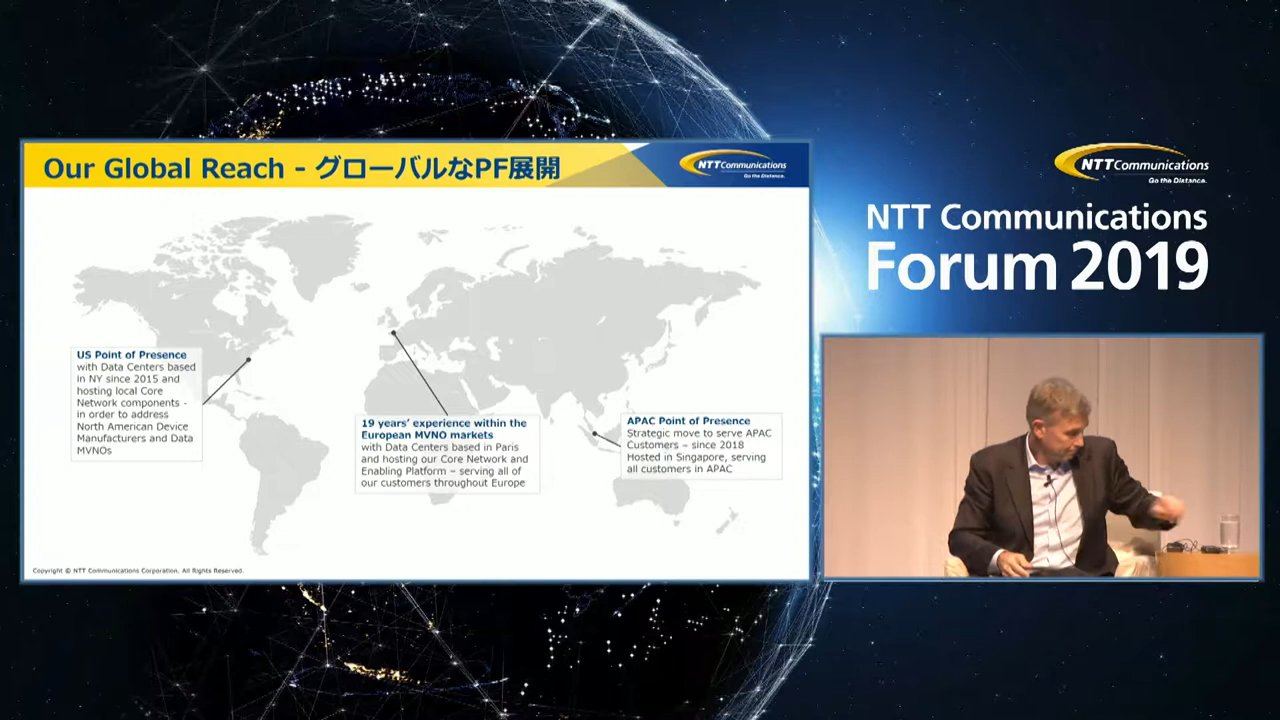 Our Global Reach - グローバルなPF展開
NTT Communications
Go the Distance.
US Point of Presence
with Data Centers based
in NY since 2015 and
hosting local Core
Network components -
in order to address
North American Device
Manufacturers and Data
MVNOs
19 years' experience within the
European MVNO markets
with Data Centers based in Paris
and hosting our Core Network and
Enabling Platform – serving all of
our customers throughout Europe
APAC Point of Presence
Strategic move to serve APAC
Customers – since 2018
Hosted in Singapore, serving
all customers in APAC
Copyright © NTT Communications Corporation. All Rights Reserved.
NTT Communications
Go the Distance.
NTT Communications
Forum 2019